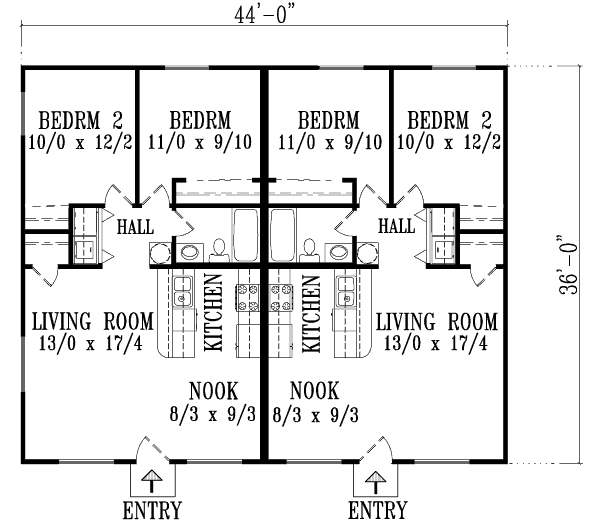 44'-0"
BEDRM 2
10/0 x 12/2
BEDRM
11/0 x 9/10
BEDRM
11/0 x 9/10
BEDRM 2
10/0 x 12/2
HALL
HALL
36'-0"
KITCHEN
KITCHEN
LIVING ROOM
13/0 x 17/4
LIVING ROOM
13/0 x 17/4
NOOK
8/3 x 9/3
NOOK
8/3 x 9/3
ENTRY
ENTRY